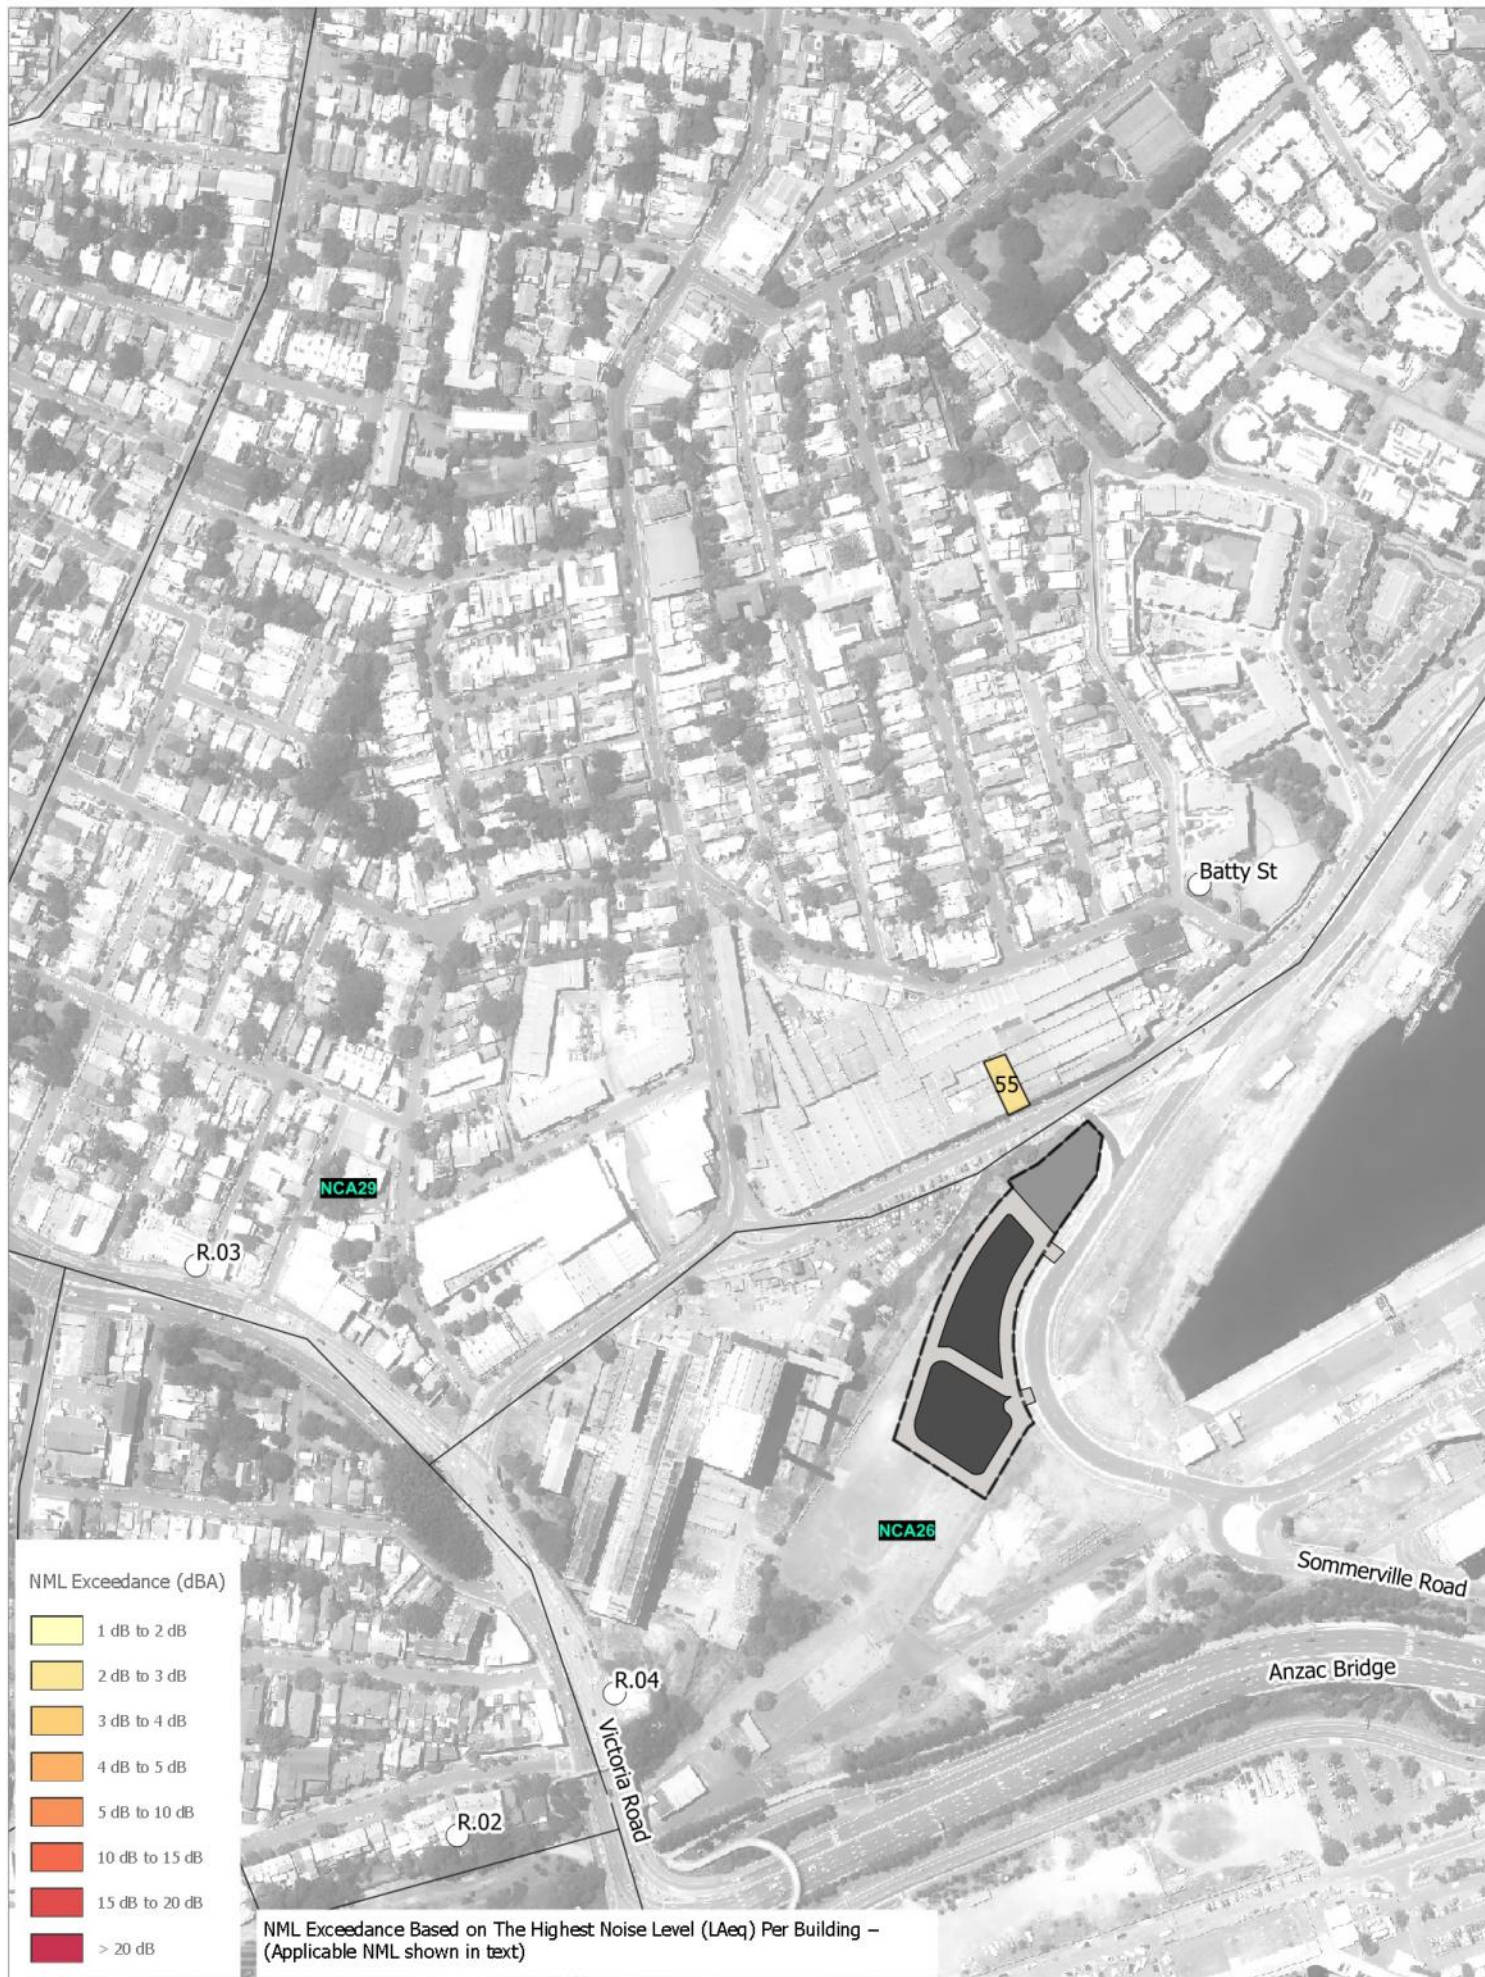 Batty St
55
NCA29
R.03
NCA26
Sommerville Road
Anzac Bridge
R.04
Victoria Road
R.02
NML Exceedance (dBA)
1 dB to 2 dB
2 dB to 3 dB
3 dB to 4 dB
4 dB to 5 dB
5 dB to 10 dB
10 dB to 15 dB
15 dB to 20 dB
> 20 dB
NML Exceedance Based on The Highest Noise Level (LAeq) Per Building –
(Applicable NML shown in text)